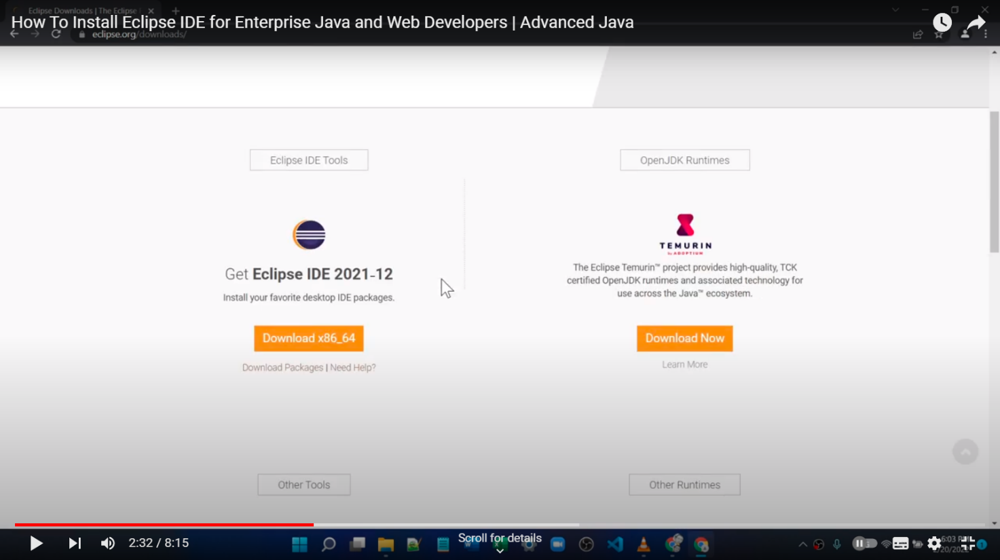 Eclipse Downloads | The Eclipse
How To Install Eclipse IDE for Enterprise Java and Web Developers | Advanced Java
eclipse.org/downloads/
Eclipse IDE Tools
OpenJDK Runtimes
TEMURIN
by ADOPTIUM
Get Eclipse IDE 2021-12
Install your favorite desktop IDE packages.
The Eclipse Temurin™ project provides high-quality, TCK
certified OpenJDK runtimes and associated technology for
use across the Java™ ecosystem.
Download x86_64
Download Now
Download Packages | Need Help?
Learn More
Other Tools
Other Runtimes
2:32 / 8:15
Scroll for details
6:03 PM